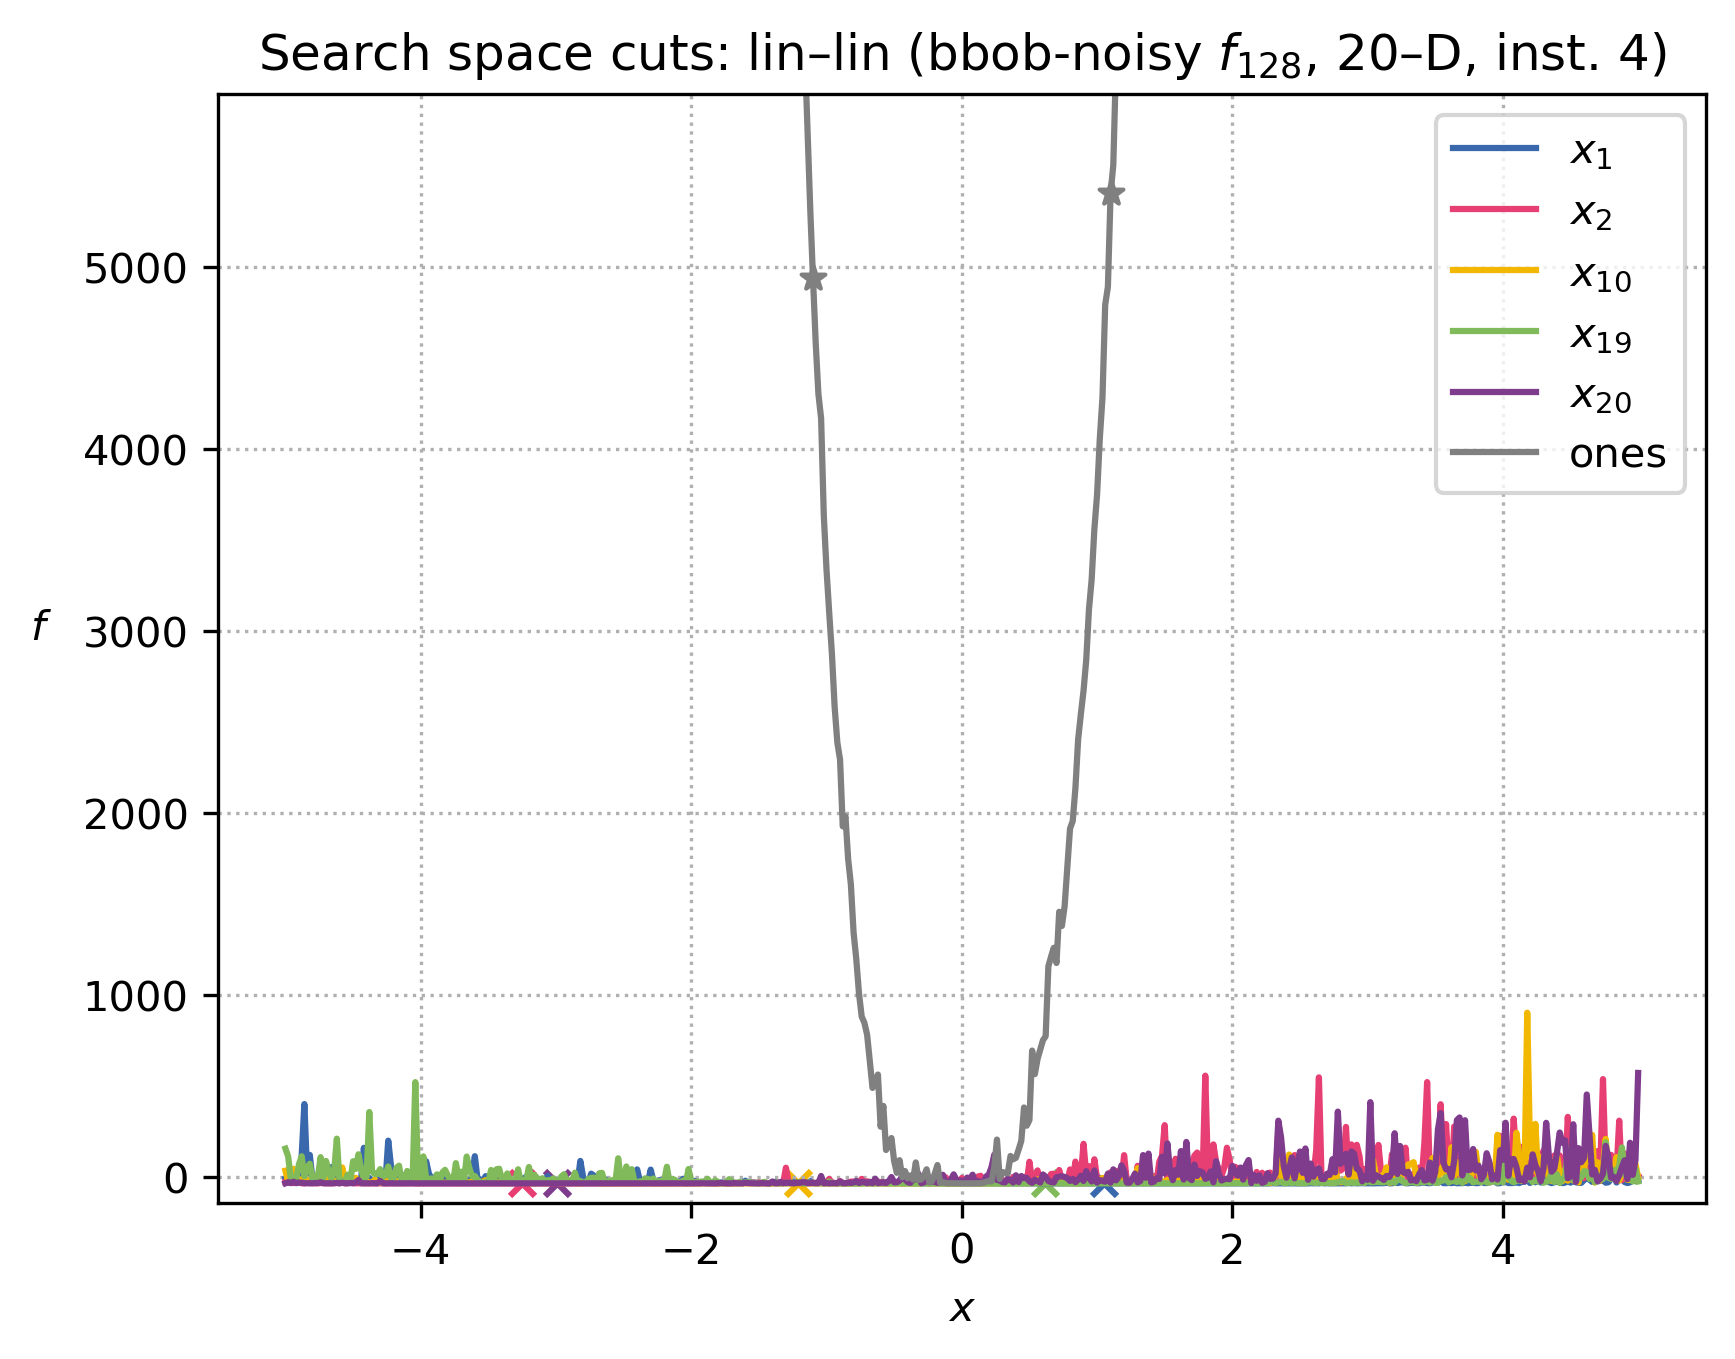 Search space cuts: lin–lin (bbob-noisy f₁₂₈, 20–D, inst. 4)
x₁
x₂
x₁₀
x₁₉
x₂₀
ones
5000
4000
3000
2000
1000
0
f
−4 −2 0 2 4
x